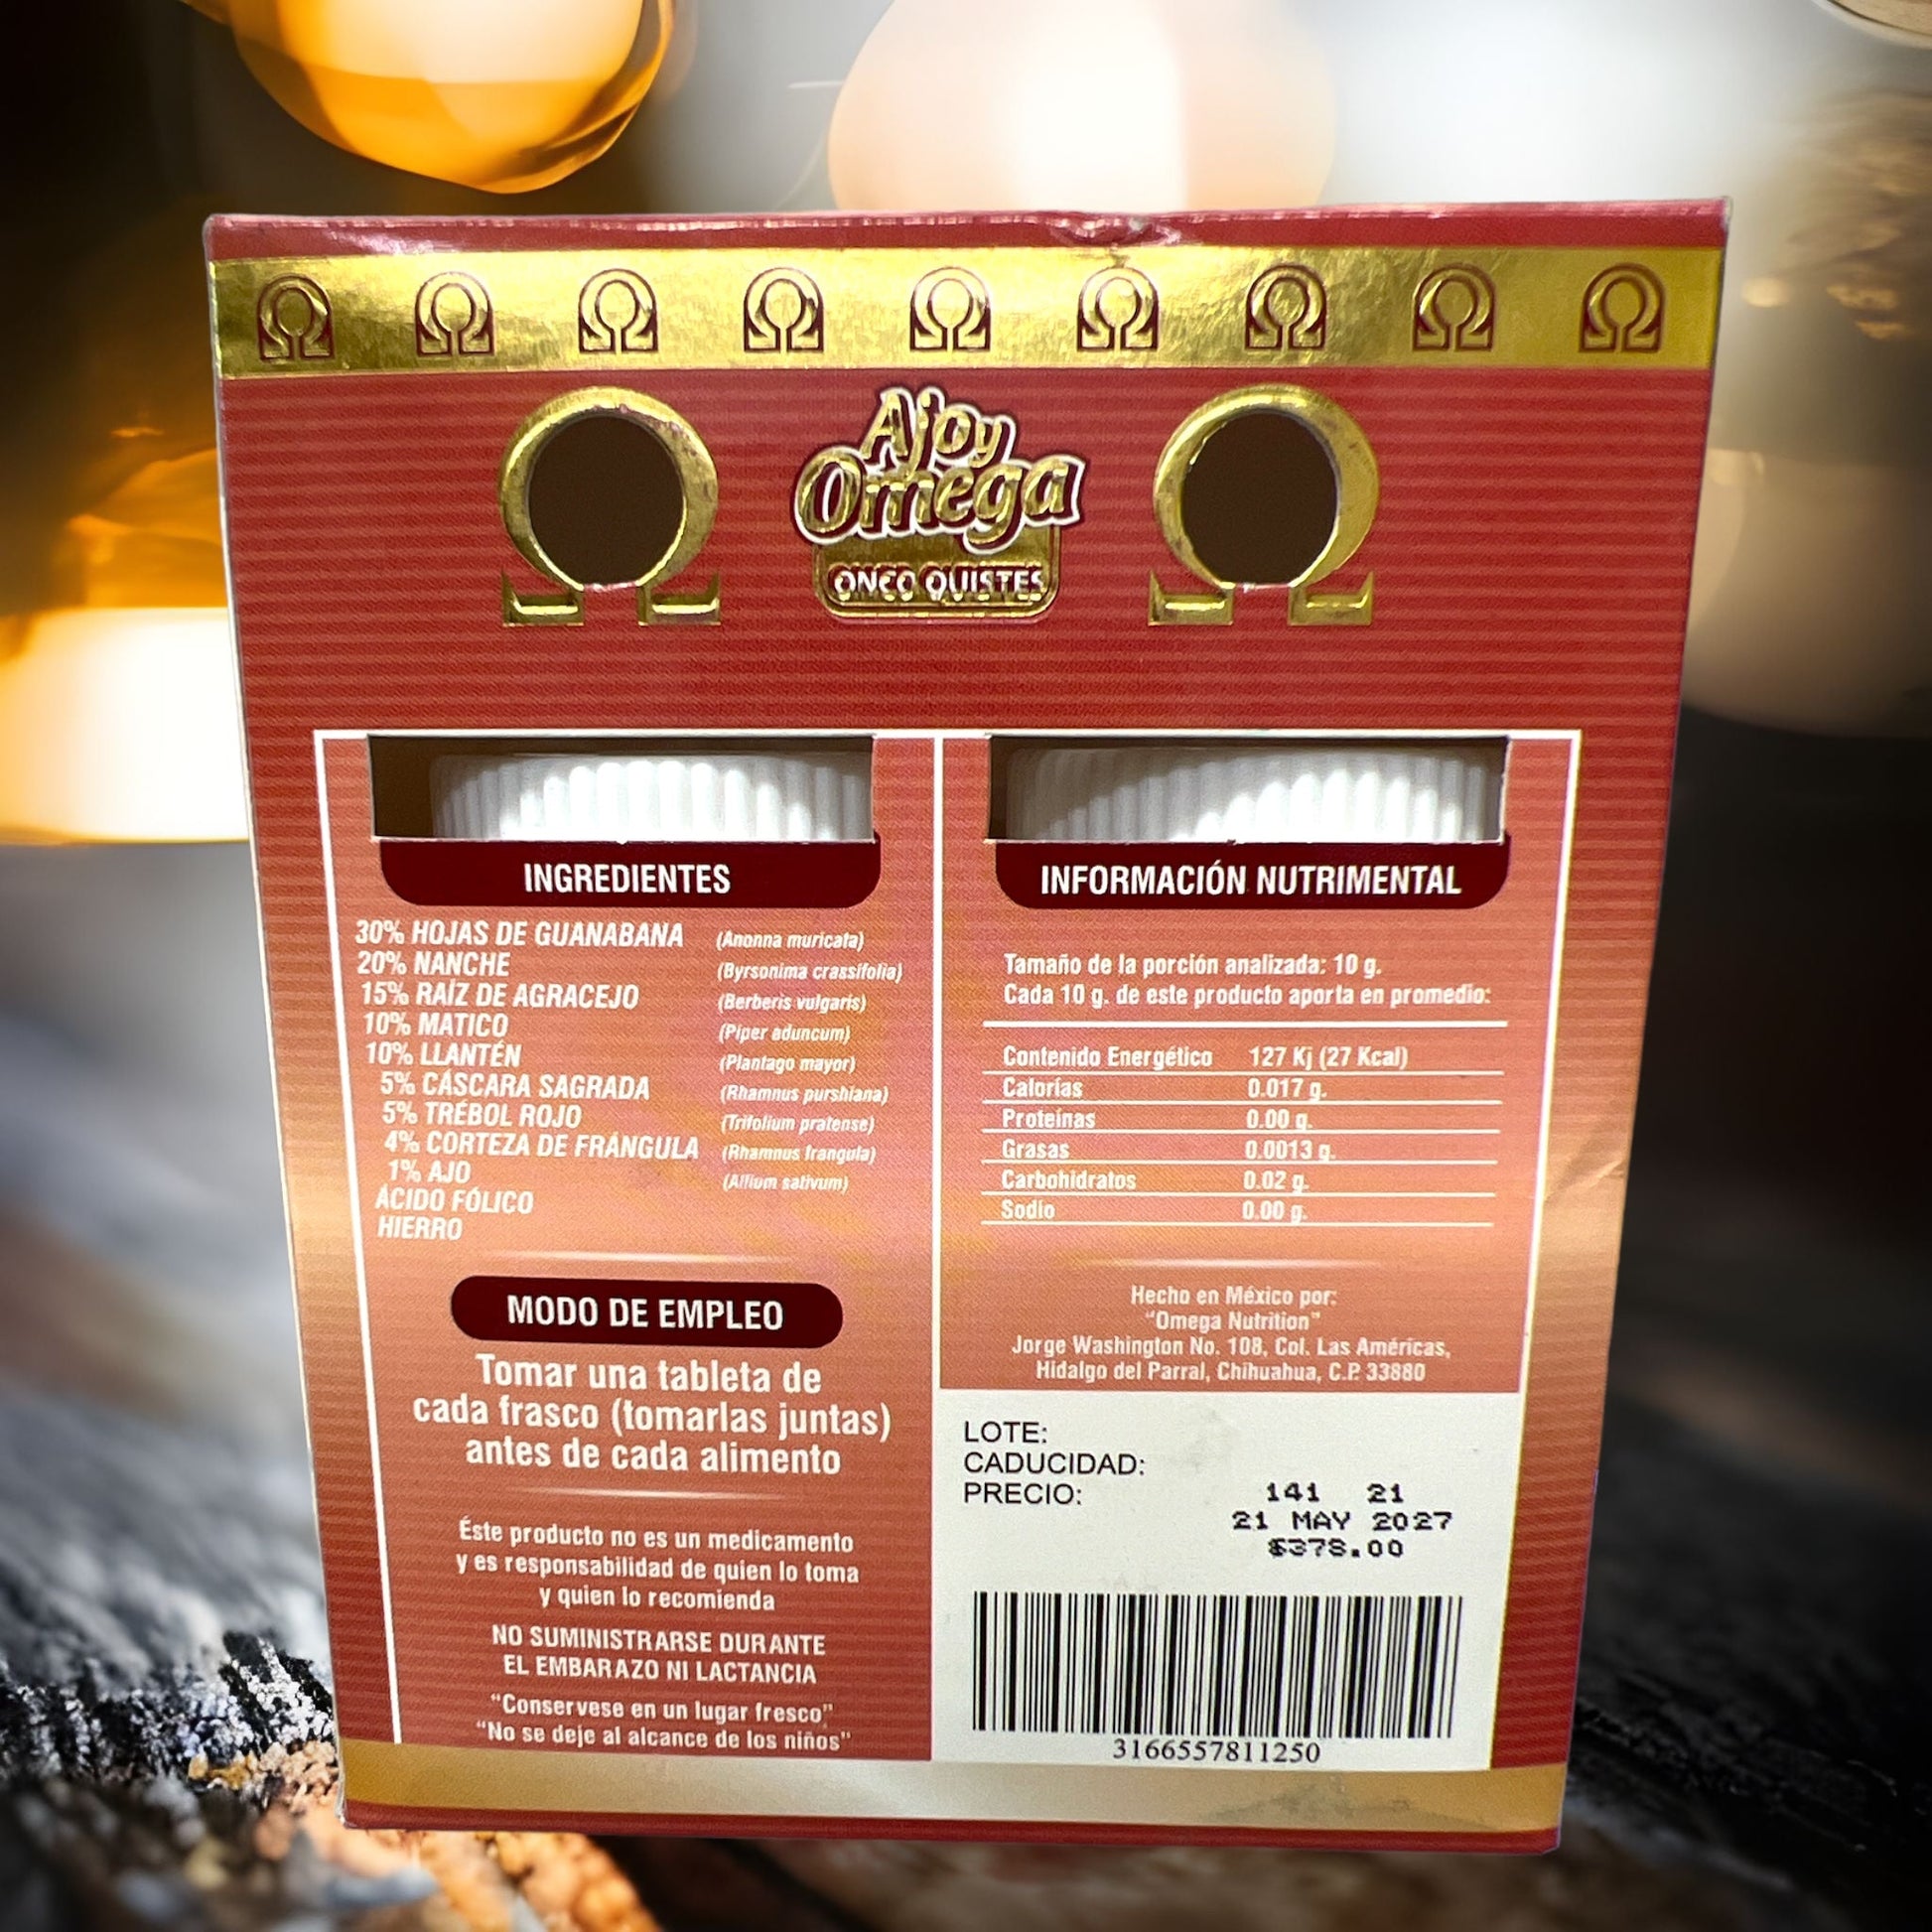 Ajoy
Omega
ONCO QUISTES
INGREDIENTES
30% HOJAS DE GUANABANA (Anonna muricata)
20% NANCHE (Byrsonima crassifolia)
15% RAÍZ DE AGRACEJO (Berberis vulgaris)
10% MATICO (Piper aduncum)
10% LLANTÉN (Plantago mayor)
5% CÁSCARA SAGRADA (Rhamnus purshiana)
5% TRÉBOL ROJO (Trifolium pratense)
4% CORTEZA DE FRÁNGULA (Rhamnus frangula)
1% AJO (Allium sativum)
ÁCIDO FÓLICO
HIERRO
MODO DE EMPLEO
Tomar una tableta de
cada frasco (tomarlas juntas)
antes de cada alimento
Éste producto no es un medicamento
y es responsabilidad de quien lo toma
y quien lo recomienda
NO SUMINISTRARSE DURANTE
EL EMBARAZO NI LACTANCIA
"Conservese en un lugar fresco"
"No se deje al alcance de los niños"
INFORMACIÓN NUTRIMENTAL
Tamaño de la porción analizada: 10 g.
Cada 10 g. de este producto aporta en promedio:
Contenido Energético 127 Kj (27 Kcal)
Calorías 0.017 g.
Proteínas 0.00 g.
Grasas 0.0013 g.
Carbohidratos 0.02 g.
Sodio 0.00 g.
Hecho en México por:
"Omega Nutrition"
Jorge Washington No. 108, Col. Las Américas,
Hidalgo del Parral, Chihuahua, C.P. 33880
LOTE:
CADUCIDAD:
PRECIO:
141 21
21 MAY 2027
$378.00
3166557811250